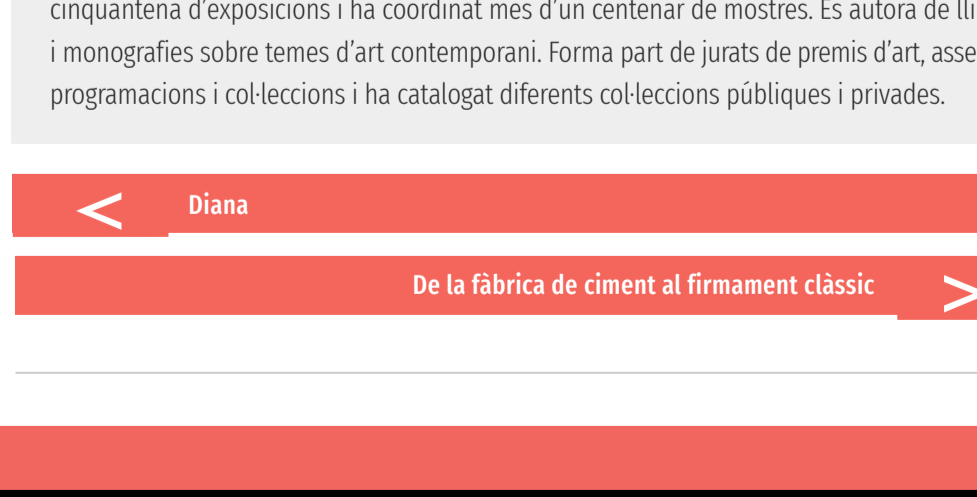 cinquantena d'exposicions i ha coordinat més d'un centenar de mostres. És autora de
i monografies sobre temes d'art contemporani. Forma part de jurats de premis d'art,
programacions i col·leccions i ha catalogat diferents col·leccions públiques i privades.
< Diana
De la fàbrica de ciment al firmament clàssic >